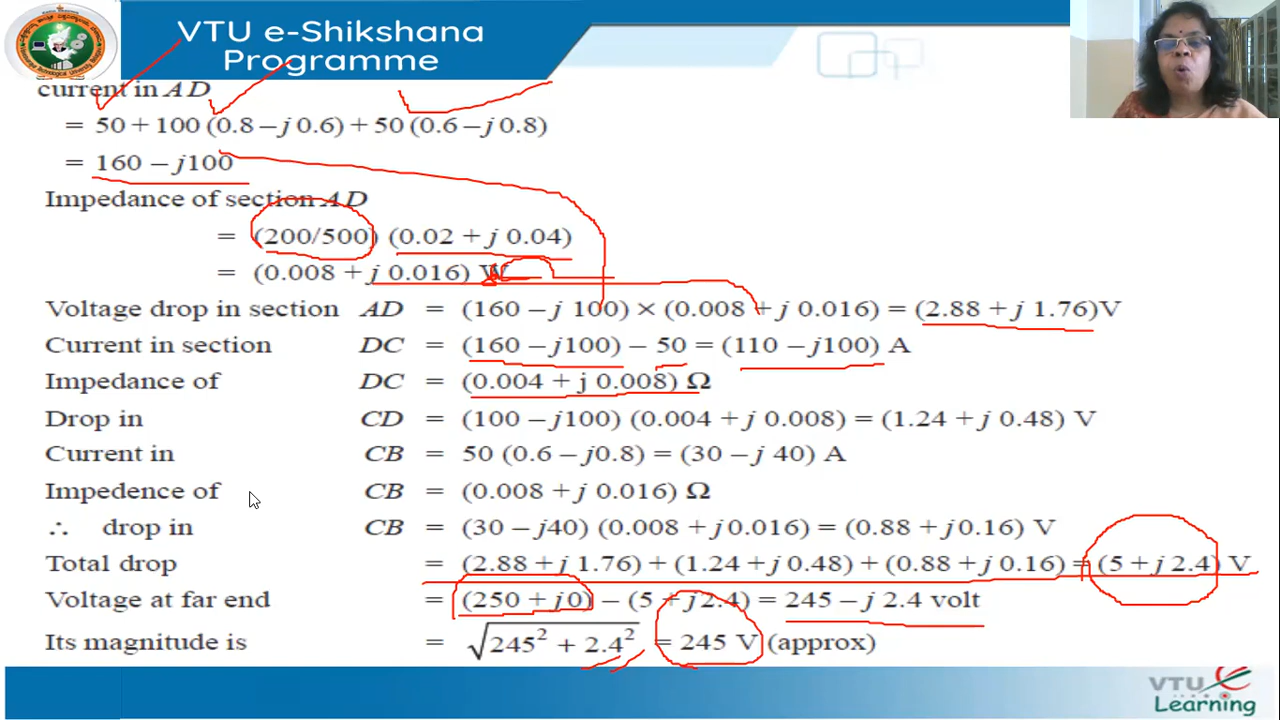 VTU e-Shikshana
Programme
current in AD
= 50 + 100 (0.8 – j 0.6) + 50 (0.6 – j 0.8)
= 160 – j100
Impedance of section AD
= (200/500) (0.02 + j 0.04)
= (0.008 + j 0.016) W
Voltage drop in section AD = (160 – j 100) × (0.008 + j 0.016) = (2.88 + j 1.76)V
Current in section DC = (160 – j100) – 50 = (110 – j100) A
Impedance of DC = (0.004 + j 0.008) Ω
Drop in CD = (100 – j100) (0.004 + j 0.008) = (1.24 + j 0.48) V
Current in CB = 50 (0.6 – j0.8) = (30 – j 40) A
Impedence of CB = (0.008 + j 0.016) Ω
∴ drop in CB = (30 – j40) (0.008 + j0.016) = (0.88 + j0.16) V
Total drop = (2.88 + j 1.76) + (1.24 + j 0.48) + (0.88 + j 0.16) = (5 + j 2.4) V
Voltage at far end = (250 + j0) – (5 + j2.4) = 245 – j 2.4 volt
Its magnitude is = √245² + 2.4² = 245 V (approx)
VTU
Learning